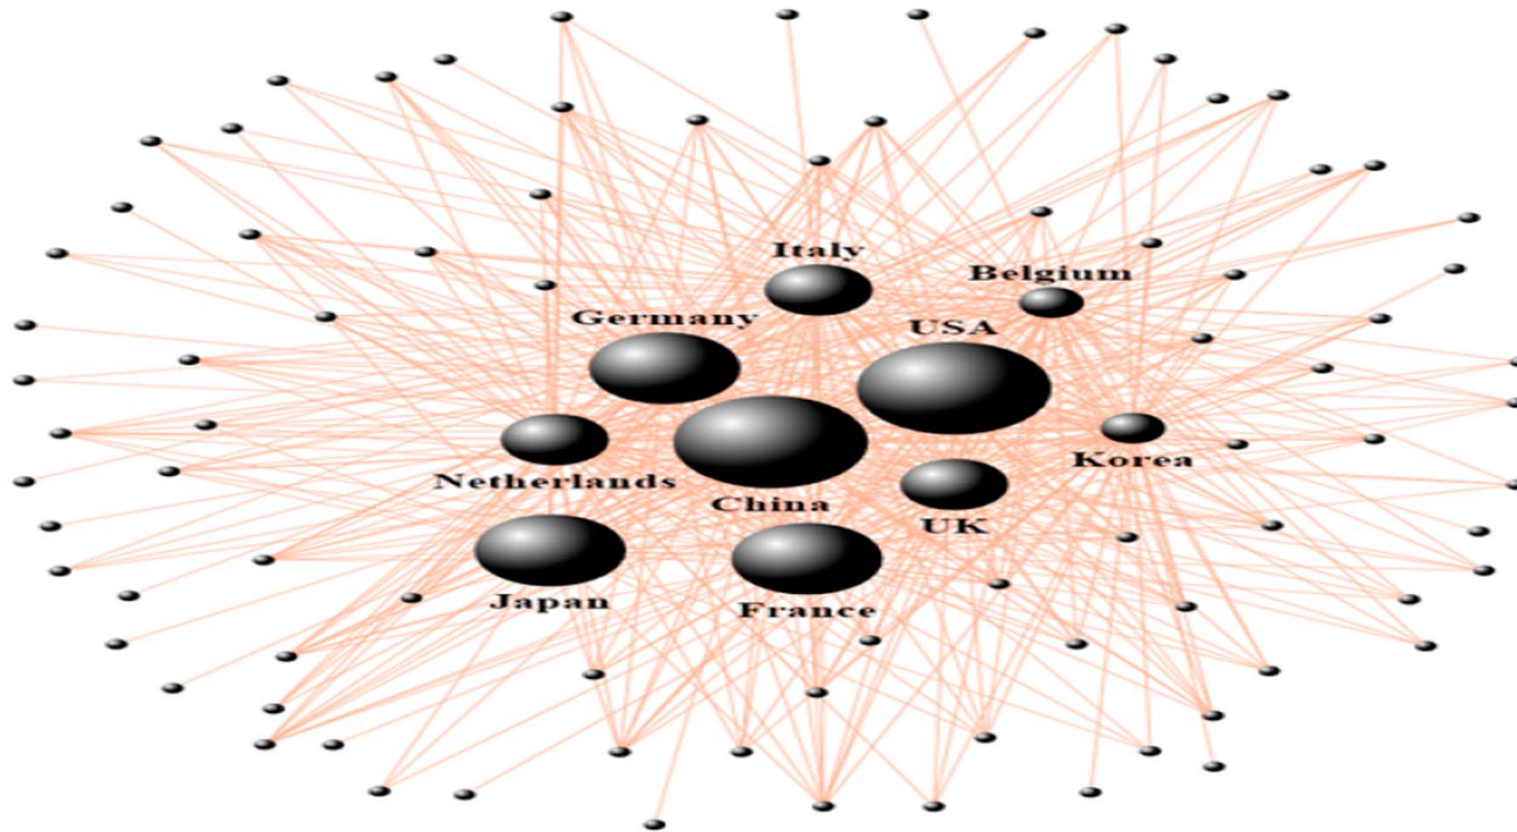 Italy
Belgium
Germany
USA
Korea
Netherlands
China
UK
Japan
France